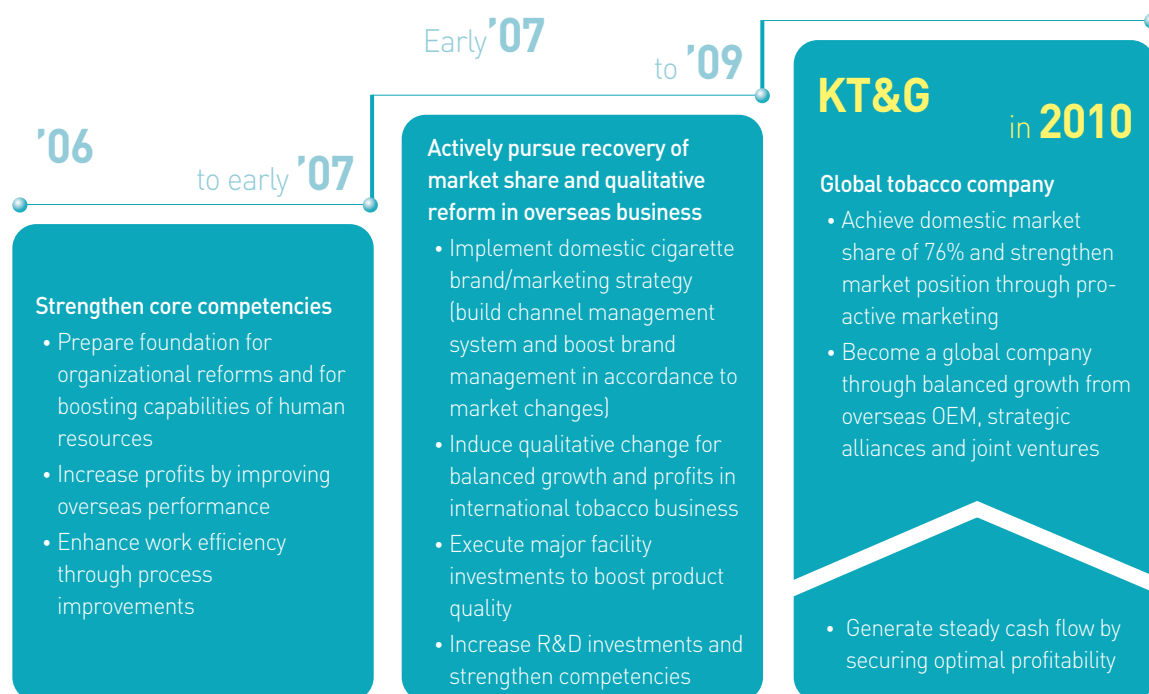 ’06
to early ’07
Strengthen core competencies
• Prepare foundation for
organizational reforms and for
boosting capabilities of human
resources
• Increase profits by improving
overseas performance
• Enhance work efficiency
through process
improvements
Early ’07
to ’09
Actively pursue recovery of
market share and qualitative
reform in overseas business
• Implement domestic cigarette
brand/marketing strategy
(build channel management
system and boost brand
management in accordance to
market changes)
• Induce qualitative change for
balanced growth and profits in
international tobacco business
• Execute major facility
investments to boost product
quality
• Increase R&D investments and
strengthen competencies
KT&G
in 2010
Global tobacco company
• Achieve domestic market
share of 76% and strengthen
market position through pro-
active marketing
• Become a global company
through balanced growth from
overseas OEM, strategic
alliances and joint ventures
• Generate steady cash flow by
securing optimal profitability